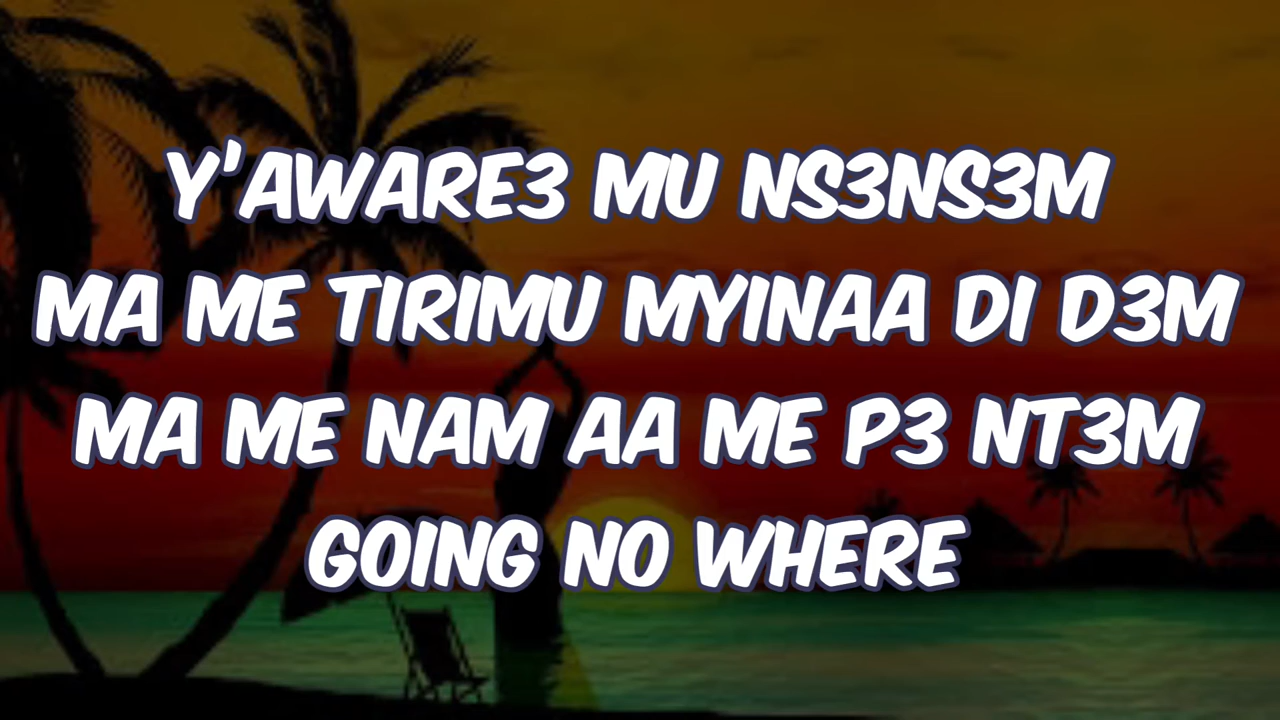 Y'AWARE3 MU NS3NS3M
MA ME TIRIMU MYINAA DI D3M
MA ME NAM AA ME P3 NT3M
GOING NO WHERE